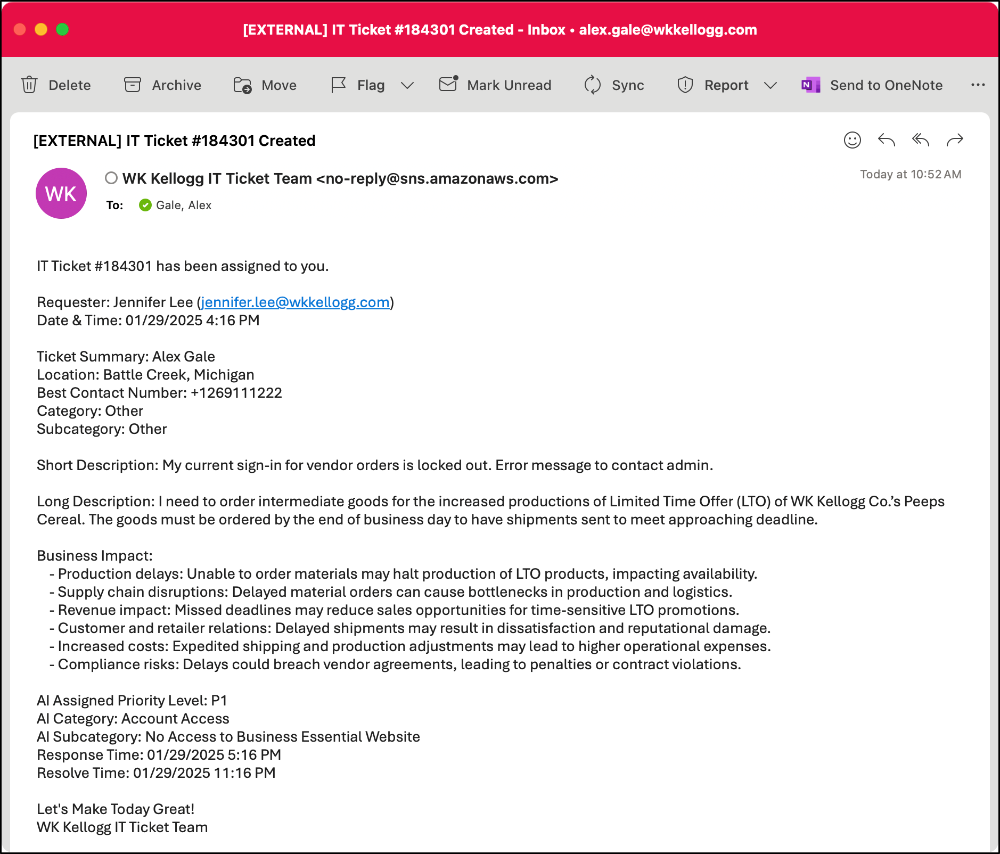 [EXTERNAL] IT Ticket #184301 Created - Inbox • alex.gale@wkkellogg.com
Delete Archive Move Flag Mark Unread Sync Report Send to OneNote ...
[EXTERNAL] IT Ticket #184301 Created
WK
WK Kellogg IT Ticket Team <no-reply@sns.amazonaws.com>
Today at 10:52 AM
To: Gale, Alex
IT Ticket #184301 has been assigned to you.
Requester: Jennifer Lee (jennifer.lee@wkkellogg.com)
Date & Time: 01/29/2025 4:16 PM
Ticket Summary: Alex Gale
Location: Battle Creek, Michigan
Best Contact Number: +1269111222
Category: Other
Subcategory: Other
Short Description: My current sign-in for vendor orders is locked out. Error message to contact admin.
Long Description: I need to order intermediate goods for the increased productions of Limited Time Offer (LTO) of WK Kellogg Co.’s Peeps
Cereal. The goods must be ordered by the end of business day to have shipments sent to meet approaching deadline.
Business Impact:
- Production delays: Unable to order materials may halt production of LTO products, impacting availability.
- Supply chain disruptions: Delayed material orders can cause bottlenecks in production and logistics.
- Revenue impact: Missed deadlines may reduce sales opportunities for time-sensitive LTO promotions.
- Customer and retailer relations: Delayed shipments may result in dissatisfaction and reputational damage.
- Increased costs: Expedited shipping and production adjustments may lead to higher operational expenses.
- Compliance risks: Delays could breach vendor agreements, leading to penalties or contract violations.
AI Assigned Priority Level: P1
AI Category: Account Access
AI Subcategory: No Access to Business Essential Website
Response Time: 01/29/2025 5:16 PM
Resolve Time: 01/29/2025 11:16 PM
Let's Make Today Great!
WK Kellogg IT Ticket Team